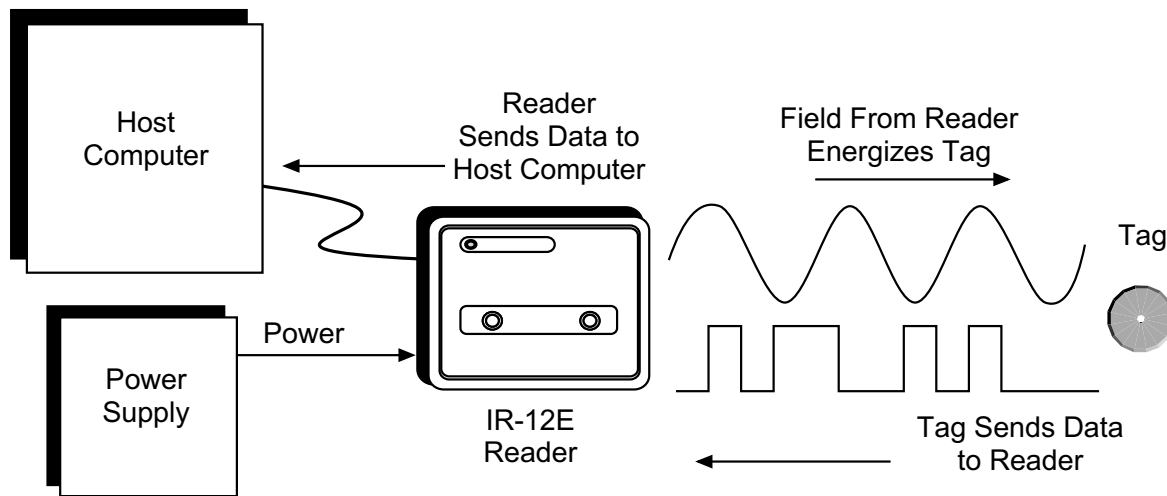 Host
Computer
Reader
Sends Data to
Host Computer
Field From Reader
Energizes Tag
Tag
Power
Supply
Power
IR-12E
Reader
Tag Sends Data
to Reader